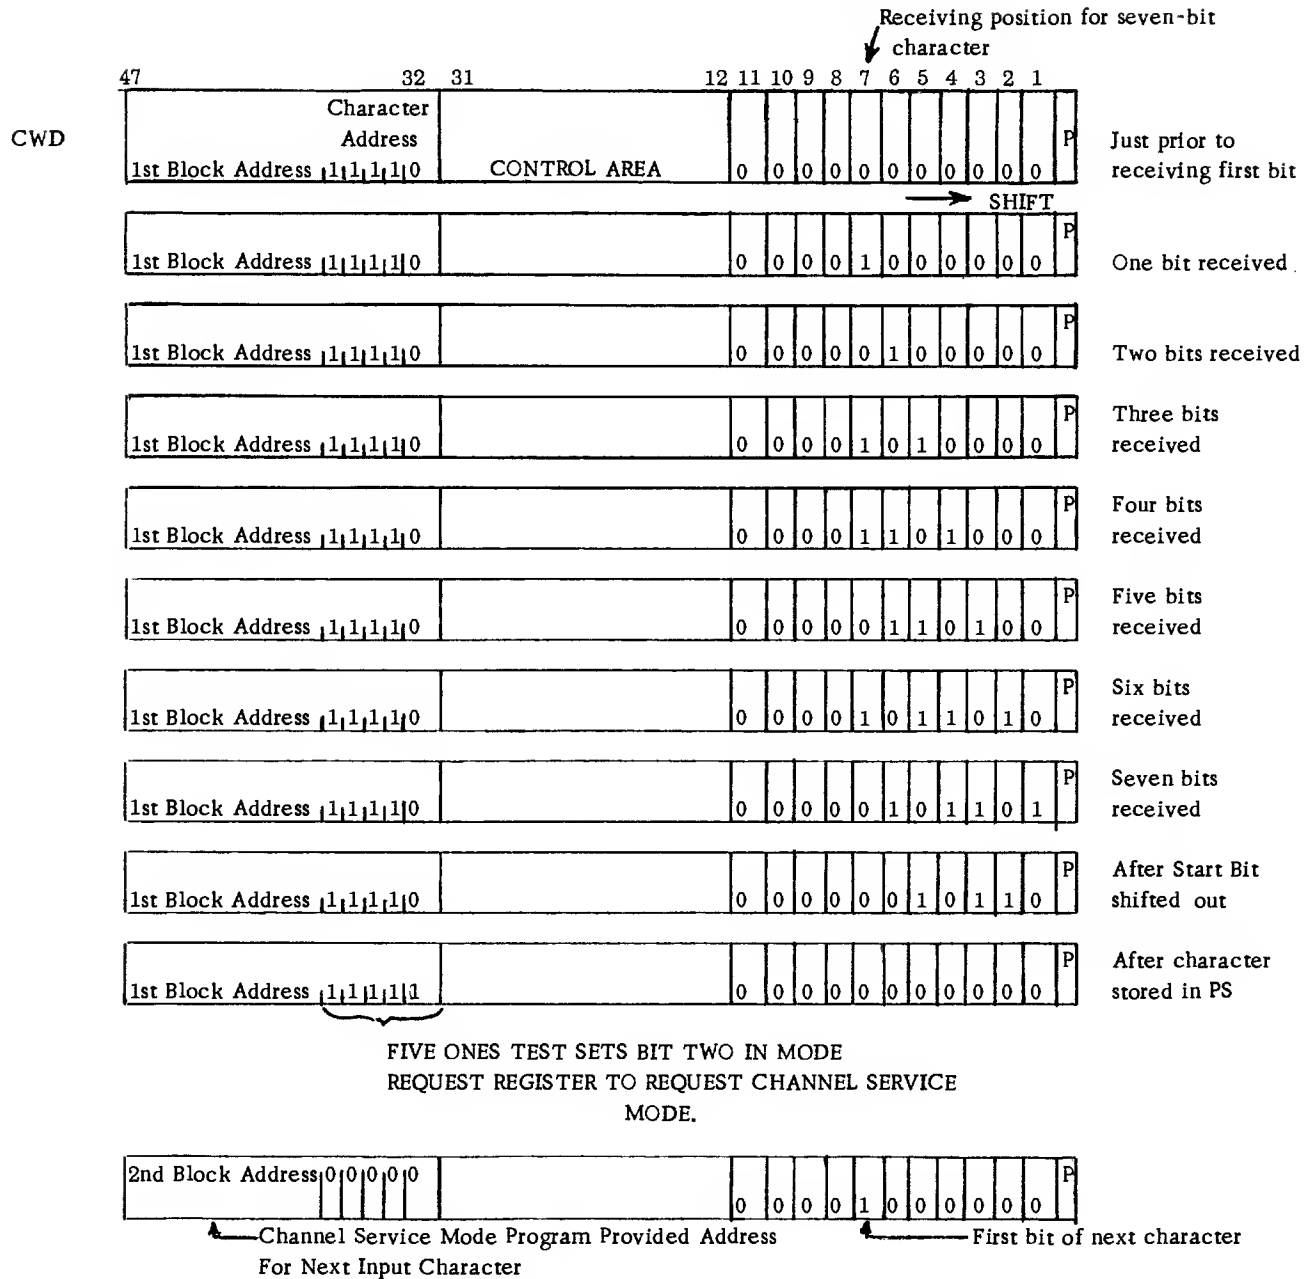 Receiving position for seven-bit
character
47 32 31 12 11 10 9 8 7 6 5 4 3 2 1
CWD
Character
Address
1st Block Address 1 1 1 1 0 CONTROL AREA 0 0 0 0 0 0 0 0 0 0 0 P
Just prior to
receiving first bit
SHIFT
1st Block Address 1 1 1 1 0 0 0 0 0 1 0 0 0 0 0 0 P One bit received
1st Block Address 1 1 1 1 0 0 0 0 0 0 1 0 0 0 0 0 P Two bits received
1st Block Address 1 1 1 1 0 0 0 0 0 1 0 1 0 0 0 0 P Three bits
received
1st Block Address 1 1 1 1 0 0 0 0 0 1 1 0 1 0 0 0 P Four bits
received
1st Block Address 1 1 1 1 0 0 0 0 0 0 1 1 0 1 0 0 P Five bits
received
1st Block Address 1 1 1 1 0 0 0 0 0 1 0 1 1 0 1 0 P Six bits
received
1st Block Address 1 1 1 1 0 0 0 0 0 0 1 0 1 1 0 1 P Seven bits
received
1st Block Address 1 1 1 1 0 0 0 0 0 0 0 1 0 1 1 0 P After Start Bit
shifted out
1st Block Address 1 1 1 1 1 0 0 0 0 0 0 0 0 0 0 0 P After character
stored in PS
FIVE ONES TEST SETS BIT TWO IN MODE
REQUEST REGISTER TO REQUEST CHANNEL SERVICE
MODE.
2nd Block Address 0 0 0 0 0 0 0 0 0 1 0 0 0 0 0 0 P
Channel Service Mode Program Provided Address
For Next Input Character
First bit of next character